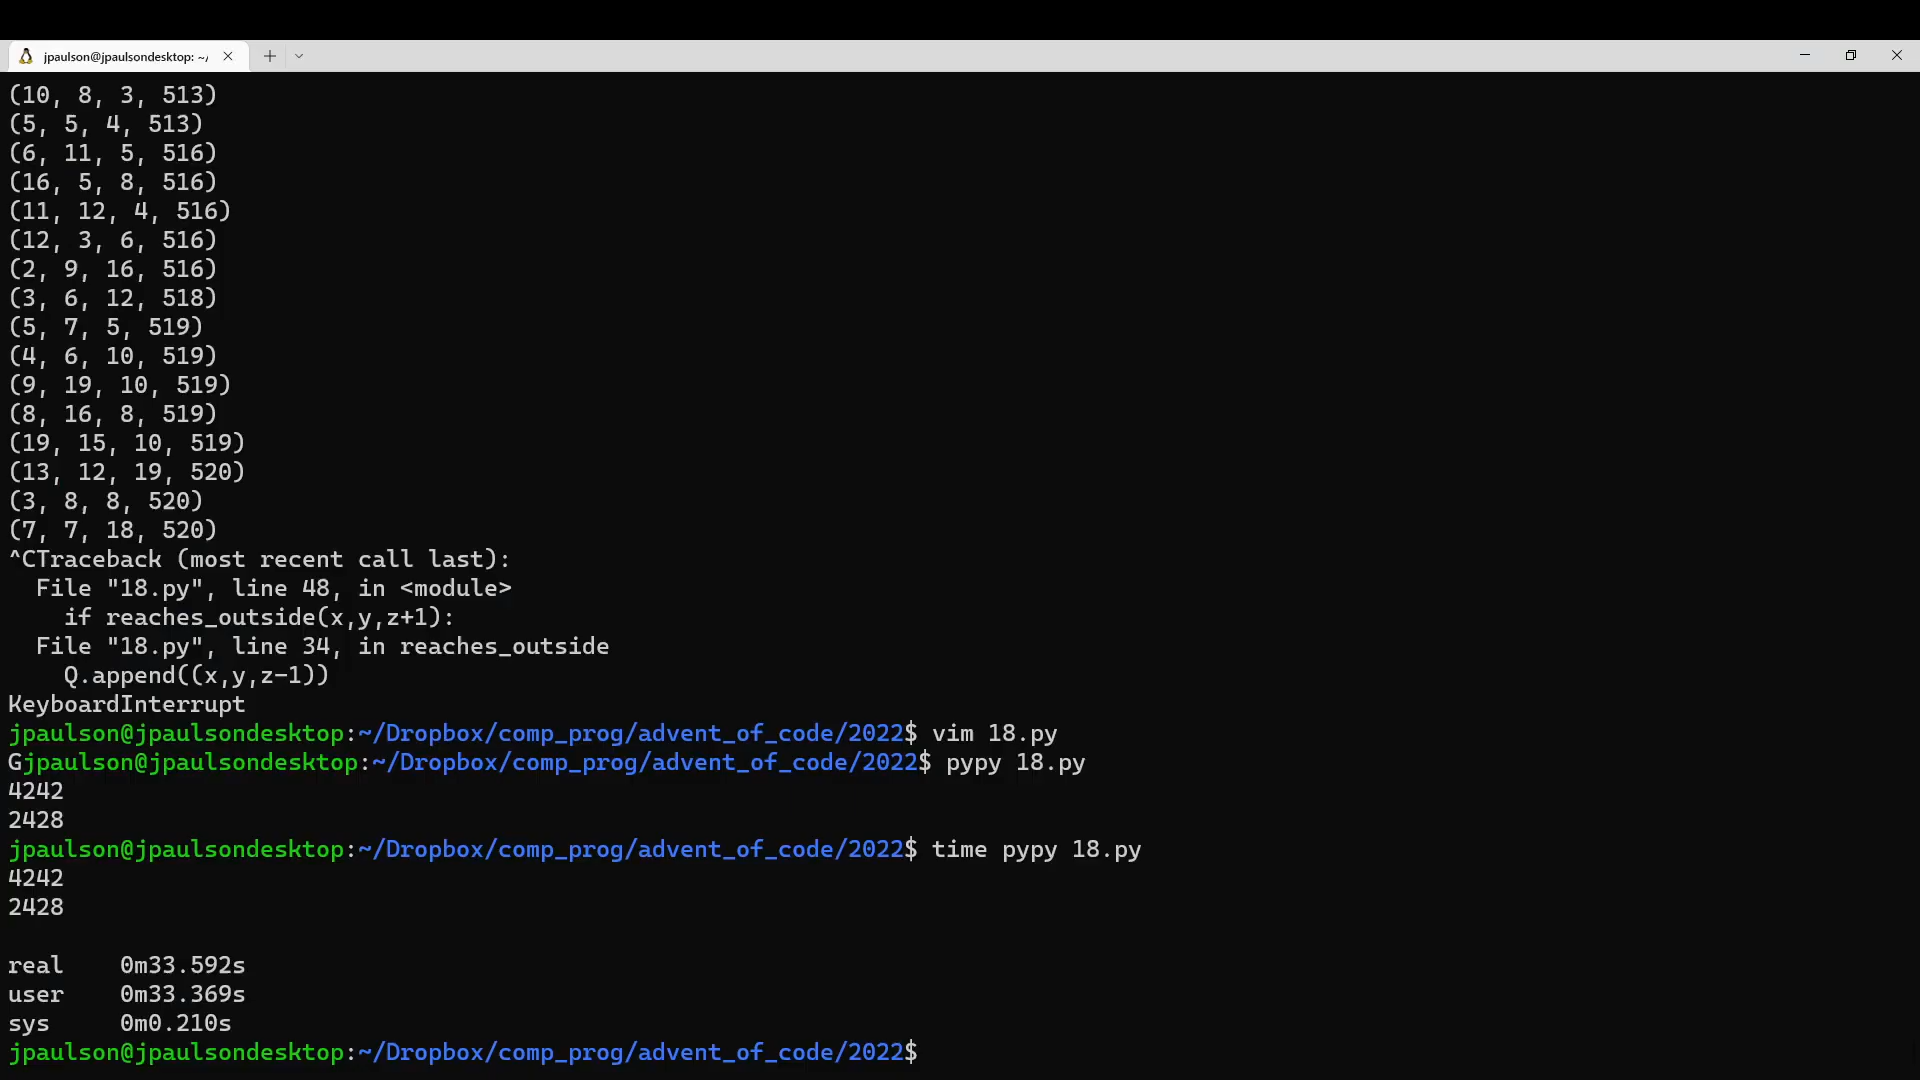 jpaulson@jpaulsondesktop: ~/
(10, 8, 3, 513)
(5, 5, 4, 513)
(6, 11, 5, 516)
(16, 5, 8, 516)
(11, 12, 4, 516)
(12, 3, 6, 516)
(2, 9, 16, 516)
(3, 6, 12, 518)
(5, 7, 5, 519)
(4, 6, 10, 519)
(9, 19, 10, 519)
(8, 16, 8, 519)
(19, 15, 10, 519)
(13, 12, 19, 520)
(3, 8, 8, 520)
(7, 7, 18, 520)
^CTraceback (most recent call last):
  File "18.py", line 48, in <module>
    if reaches_outside(x,y,z+1):
  File "18.py", line 34, in reaches_outside
    Q.append((x,y,z-1))
KeyboardInterrupt
jpaulson@jpaulsondesktop:~/Dropbox/comp_prog/advent_of_code/2022$ vim 18.py
Gjpaulson@jpaulsondesktop:~/Dropbox/comp_prog/advent_of_code/2022$ pypy 18.py
4242
2428
jpaulson@jpaulsondesktop:~/Dropbox/comp_prog/advent_of_code/2022$ time pypy 18.py
4242
2428

real    0m33.592s
user    0m33.369s
sys     0m0.210s
jpaulson@jpaulsondesktop:~/Dropbox/comp_prog/advent_of_code/2022$